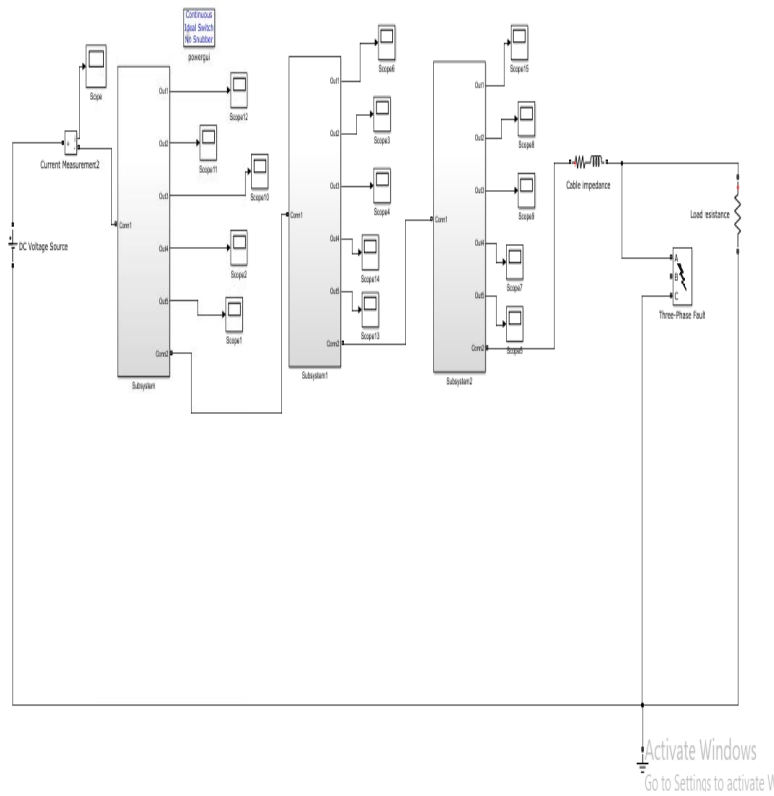 Continuous
Ideal Switch
No Snubber
powergui
Scope
Current Measurement2
DC Voltage Source
Out1
Out2
Out3
Out4
Out5
Conn1
Conn2
Subsystem
Scope12
Scope11
Scope10
Scope2
Scope1
Out1
Out2
Out3
Out4
Out5
Conn1
Conn2
Subsystem1
Scope6
Scope3
Scope4
Scope14
Scope13
Out1
Out2
Out3
Out4
Out5
Conn1
Conn2
Subsystem2
Scope15
Scope8
Scope9
Scope7
Scope5
Cable impedance
Load resistance
A
B
C
Three-Phase Fault
Activate Windows
Go to Settings to activate W